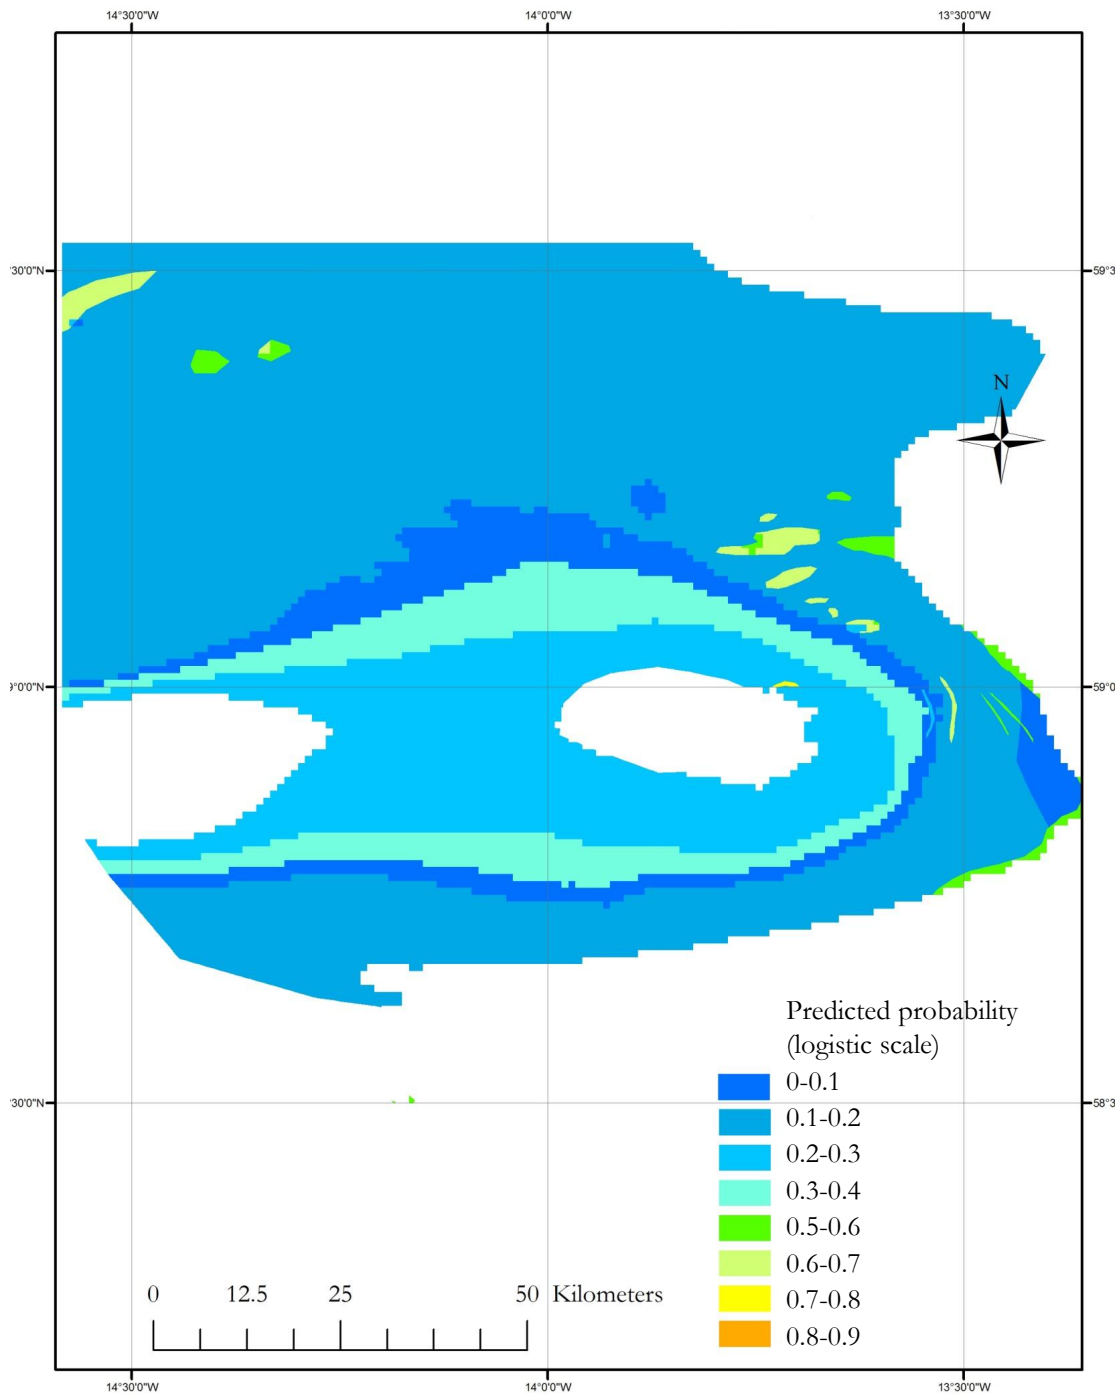 14°30'0"W 14°0'0"W 13°30'0"W
:30'0"N 59°3
N
9°0'0"N 59°0
Predicted probability
(logistic scale)
0-0.1
:30'0"N 58°3
0.1-0.2
0.2-0.3
0.3-0.4
0.5-0.6
0.6-0.7
0.7-0.8
0.8-0.9
0 12.5 25 50 Kilometers
14°30'0"W 14°0'0"W 13°30'0"W